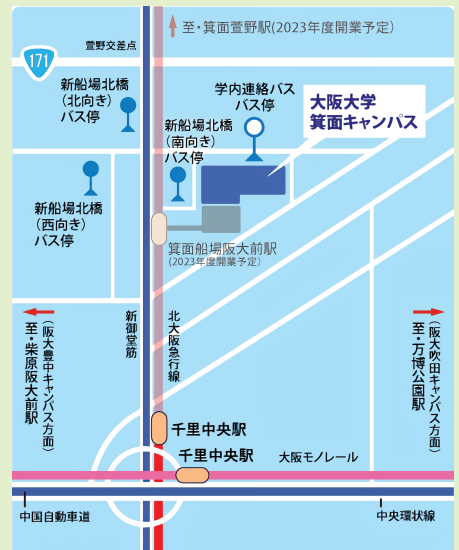 至・箕面萱野駅(2023年度開業予定)
萱野交差点
171
新船場北橋
(北向き)
バス停
学内連絡バス
バス停
大阪大学
箕面キャンパス
新船場北橋
(南向き)
バス停
新船場北橋
(西向き)
バス停
箕面船場阪大前駅
(2023年度開業予定)
(阪大豊中キャンパス方面)
至・柴原阪大前駅
新御堂筋
北大阪急行線
(阪大吹田キャンパス方面)
至・万博公園駅
千里中央駅
千里中央駅
大阪モノレール
中国自動車道
中央環状線